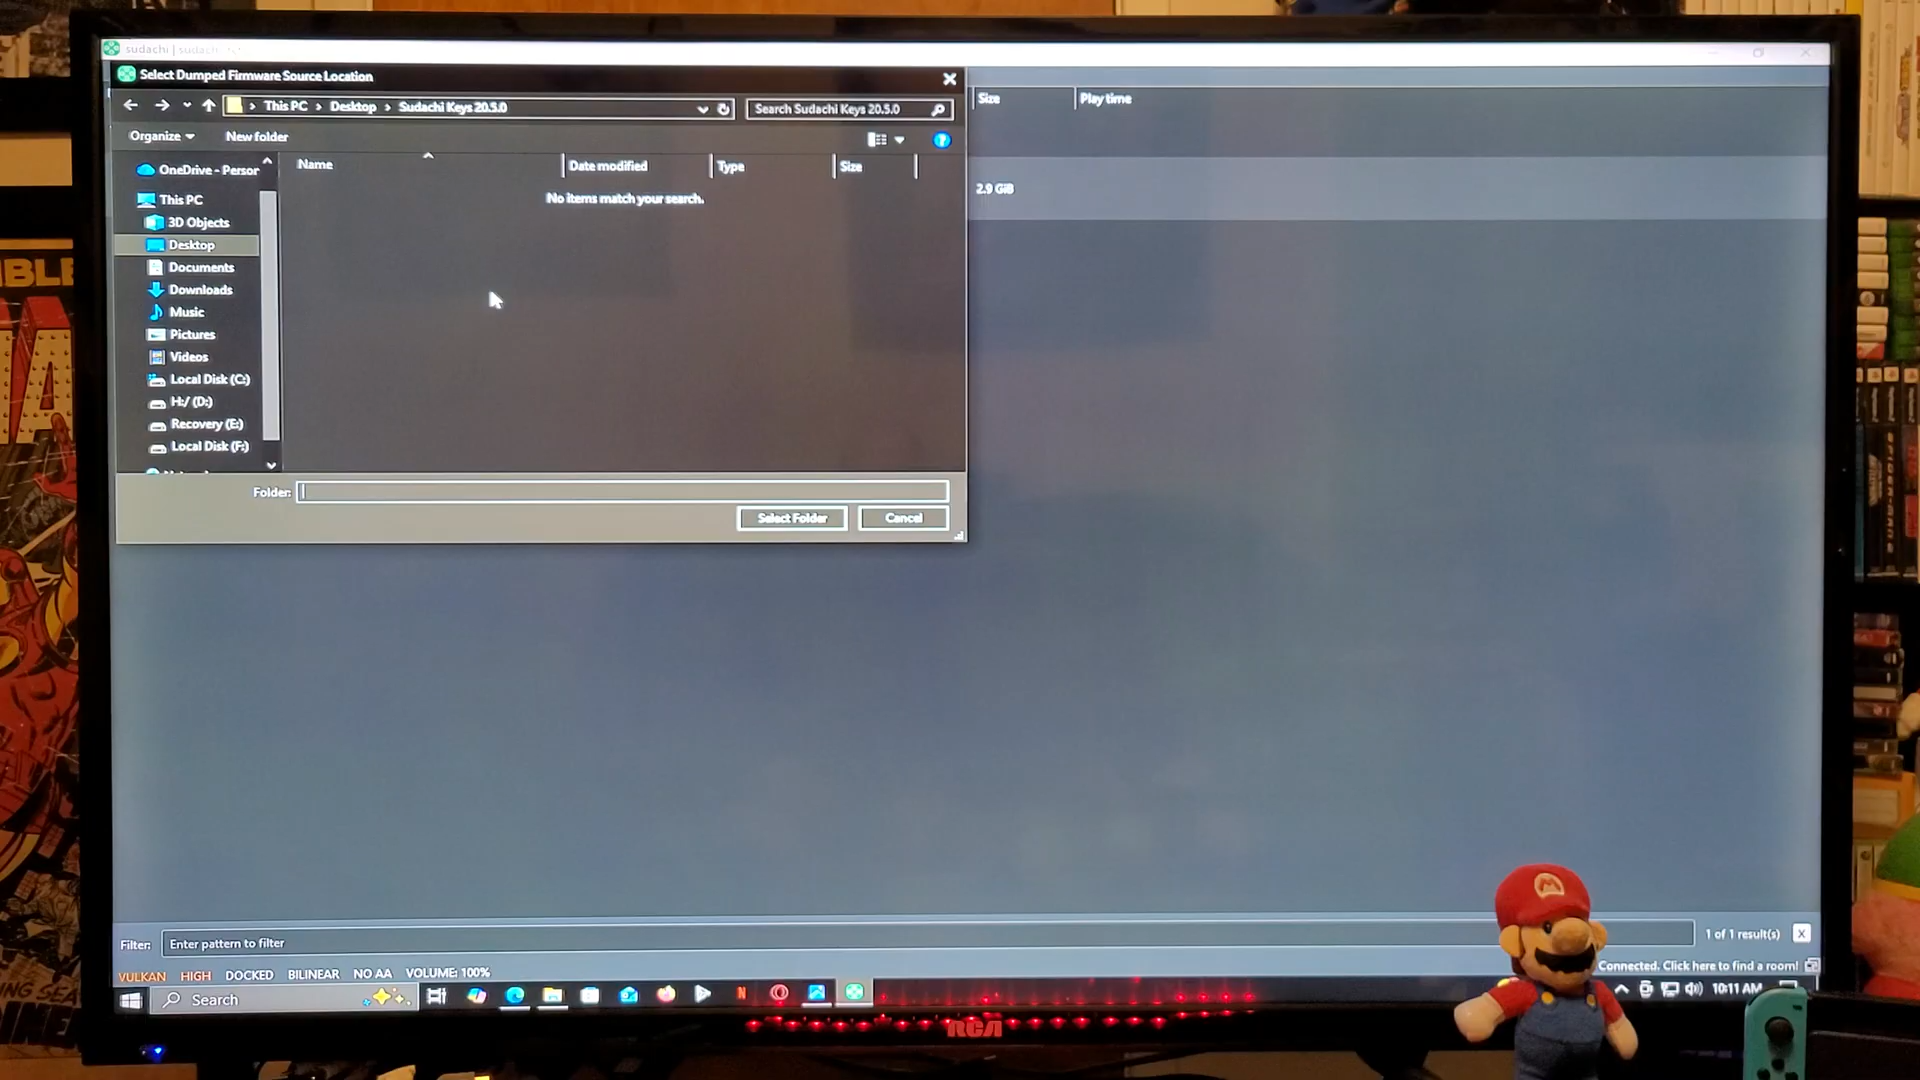 sudachi | sudachi
Select Dumped Firmware Source Location
This PC > Desktop > Sudachi Keys 20.5.0
Search Sudachi Keys 20.5.0
Size
Play time
Organize
New folder
Name
Date modified
Type
Size
No items match your search.
2.9 GiB
OneDrive - Person
This PC
3D Objects
Desktop
Documents
Downloads
Music
Pictures
Videos
Local Disk (C:)
H:/ (D:)
Recovery (E:)
Local Disk (F:)
Folder:
Select Folder
Cancel
Filter:
Enter pattern to filter
1 of 1 result(s)
X
VULKAN
HIGH
DOCKED
BILINEAR
NO AA
VOLUME: 100%
Connected. Click here to find a room!
Search
10:11 AM
RCA
M